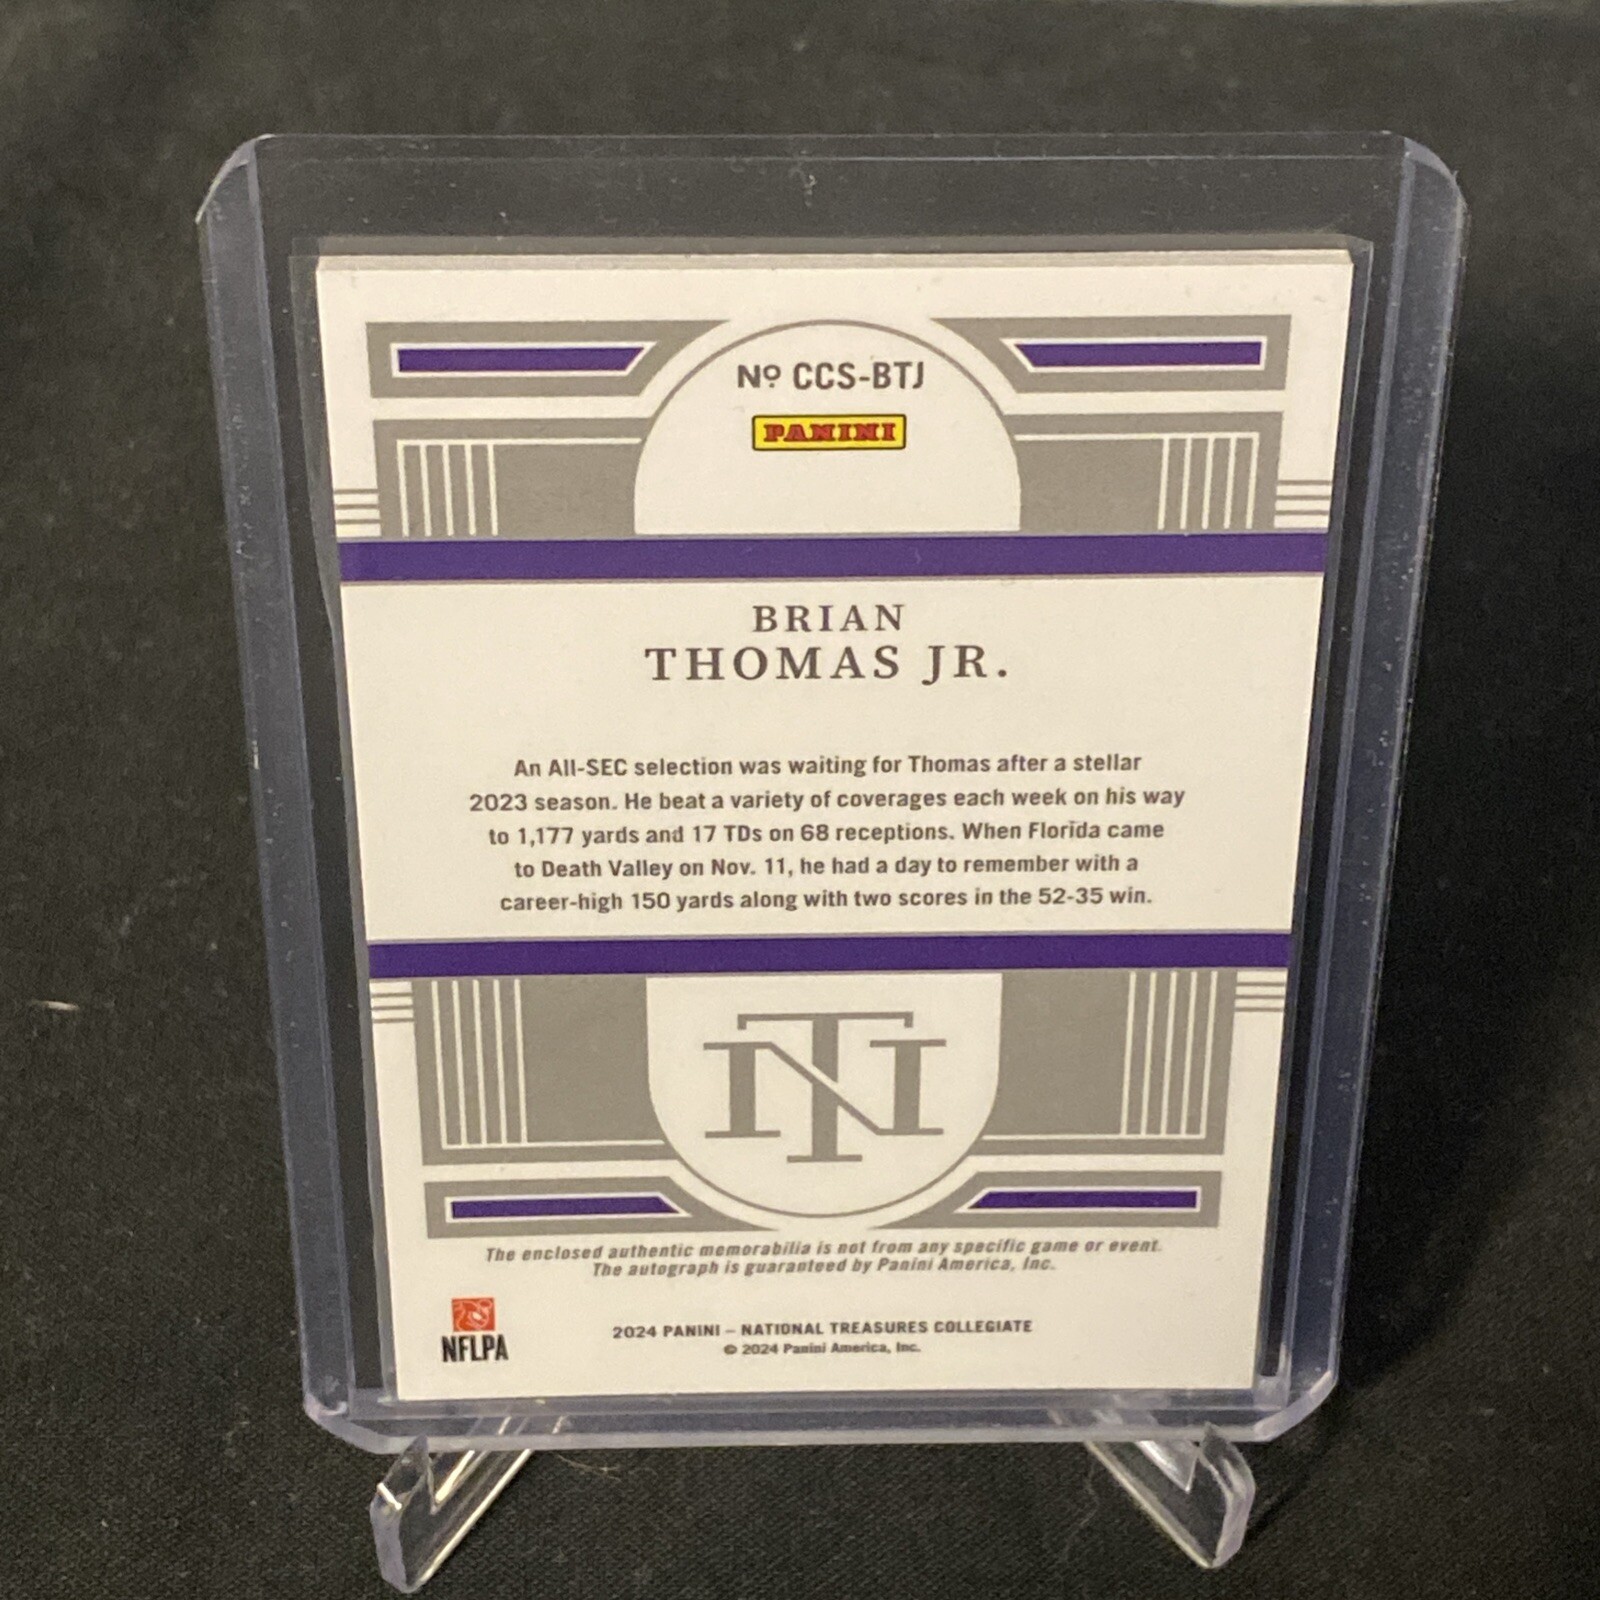 Nº CCS-BTJ
PANINI
BRIAN
THOMAS JR.
An All-SEC selection was waiting for Thomas after a stellar
2023 season. He beat a variety of coverages each week on his way
to 1,177 yards and 17 TDs on 68 receptions. When Florida came
to Death Valley on Nov. 11, he had a day to remember with a
career-high 150 yards along with two scores in the 52-35 win.
NT
The enclosed authentic memorabilia is not from any specific game or event.
The autograph is guaranteed by Panini America, Inc.
NFLPA
2024 PANINI – NATIONAL TREASURES COLLEGIATE
© 2024 Panini America, Inc.